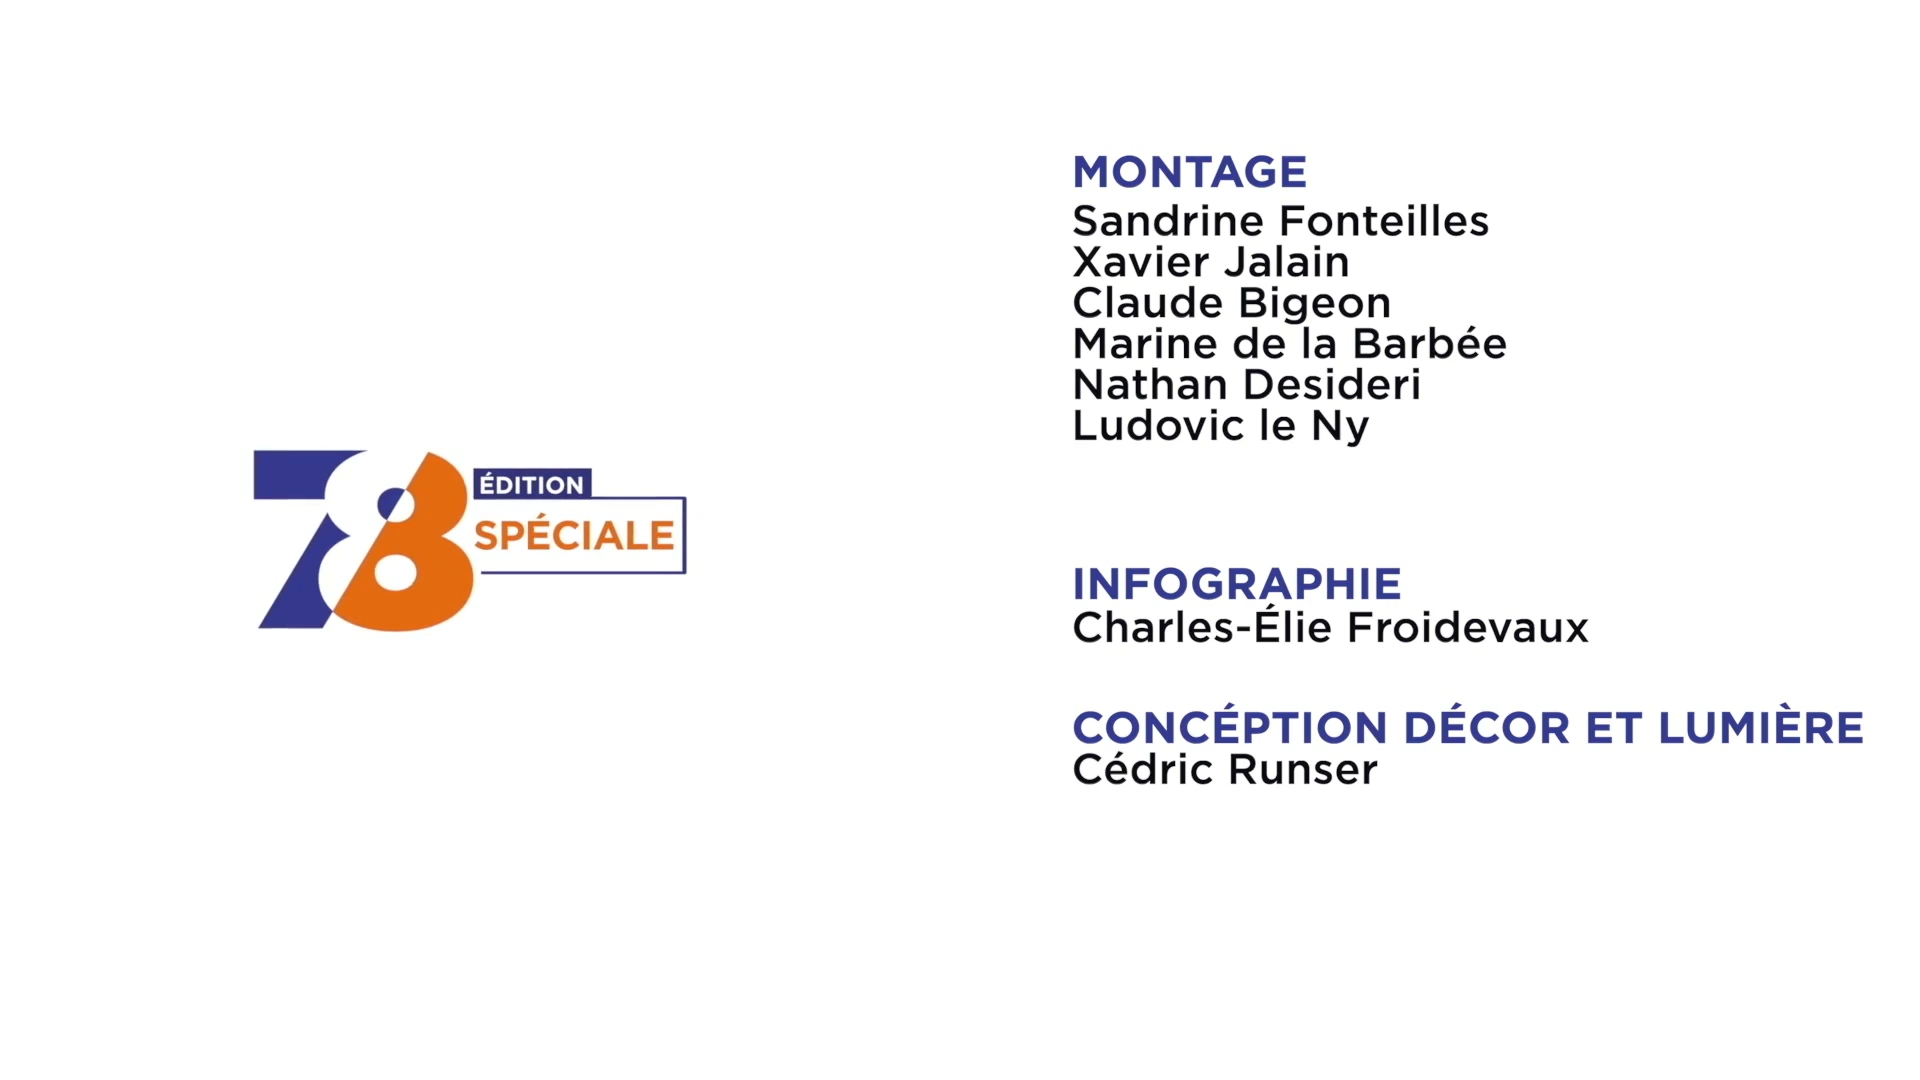 78
ÉDITION
SPÉCIALE
MONTAGE
Sandrine Fonteilles
Xavier Jalain
Claude Bigeon
Marine de la Barbée
Nathan Desideri
Ludovic le Ny
INFOGRAPHIE
Charles-Élie Froidevaux
CONCÉPTION DÉCOR ET LUMIÈRE
Cédric Runser